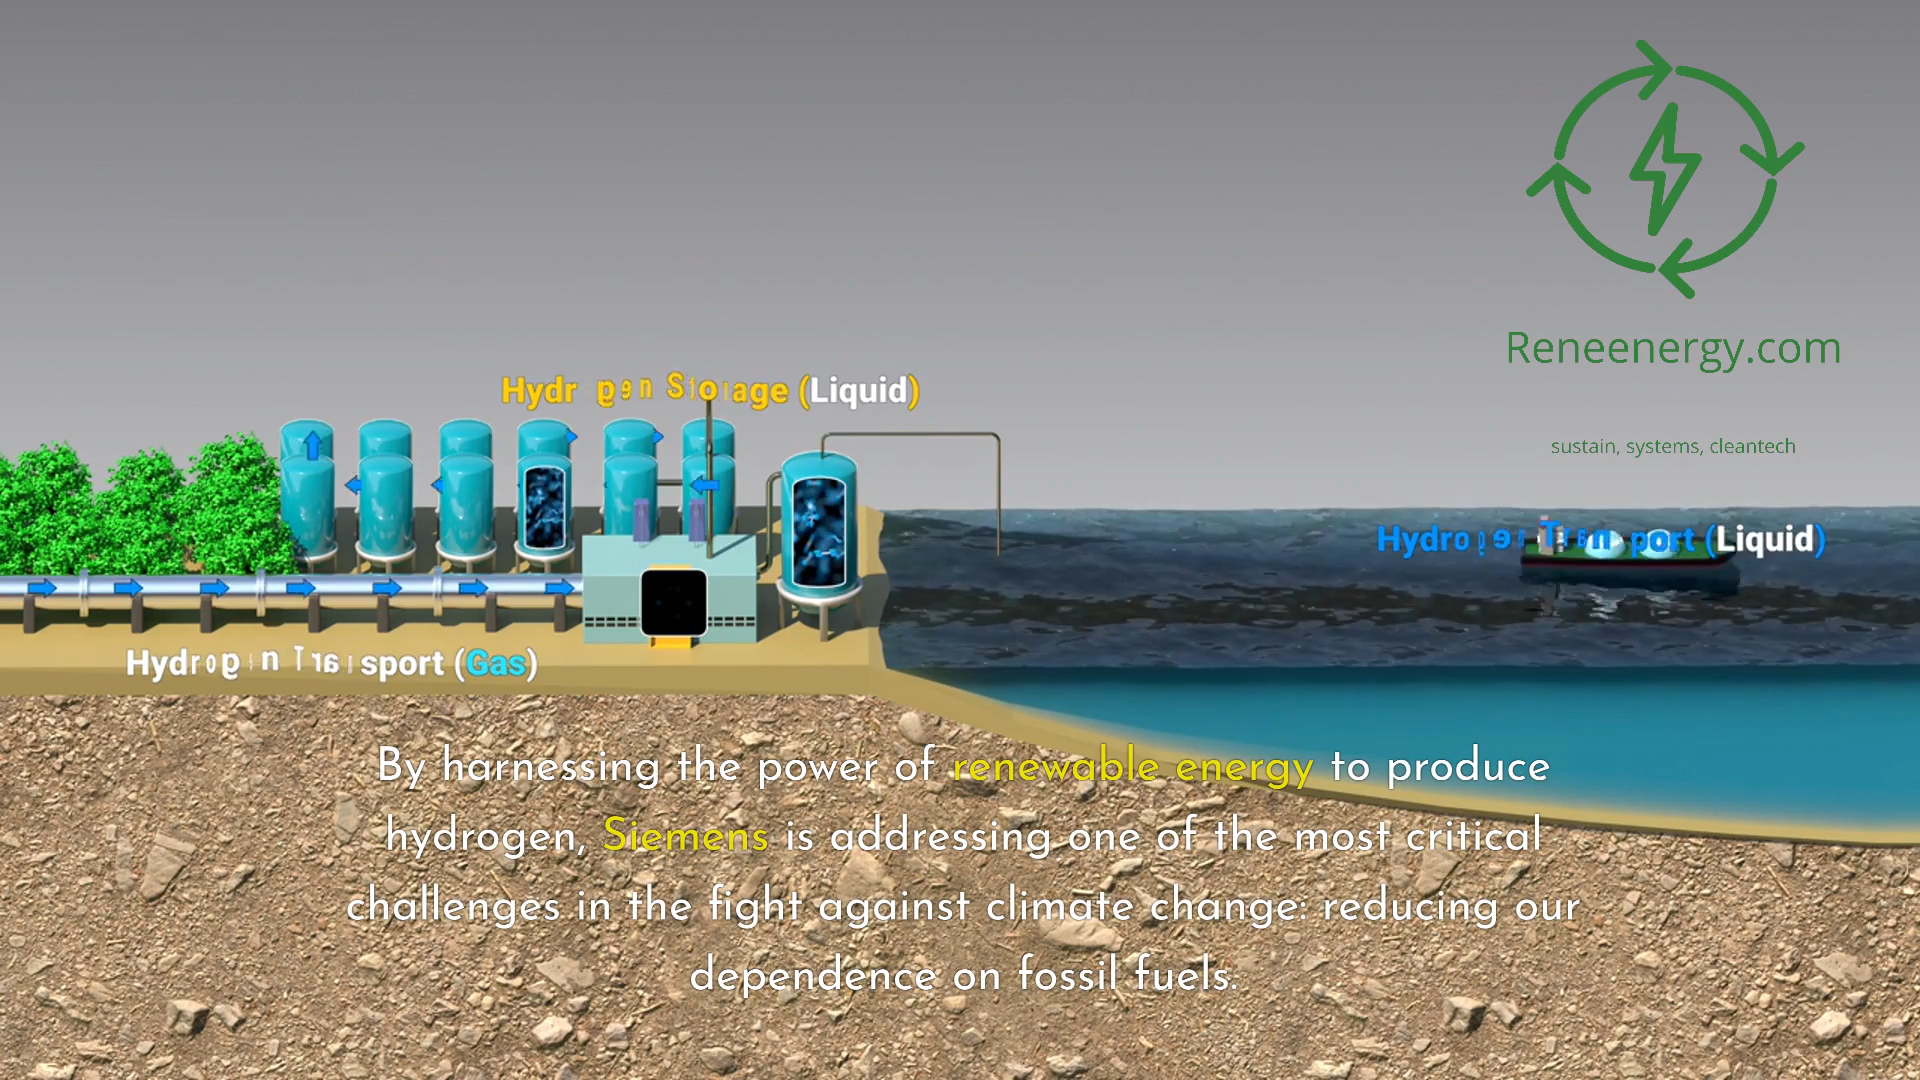 Reneenergy.com
sustain, systems, cleantech
Storage (Liquid)
(Liquid)
(Gas)
By harnessing the power of renewable energy to produce
hydrogen, Siemens is addressing one of the most critical
challenges in the fight against climate change: reducing our
dependence on fossil fuels.